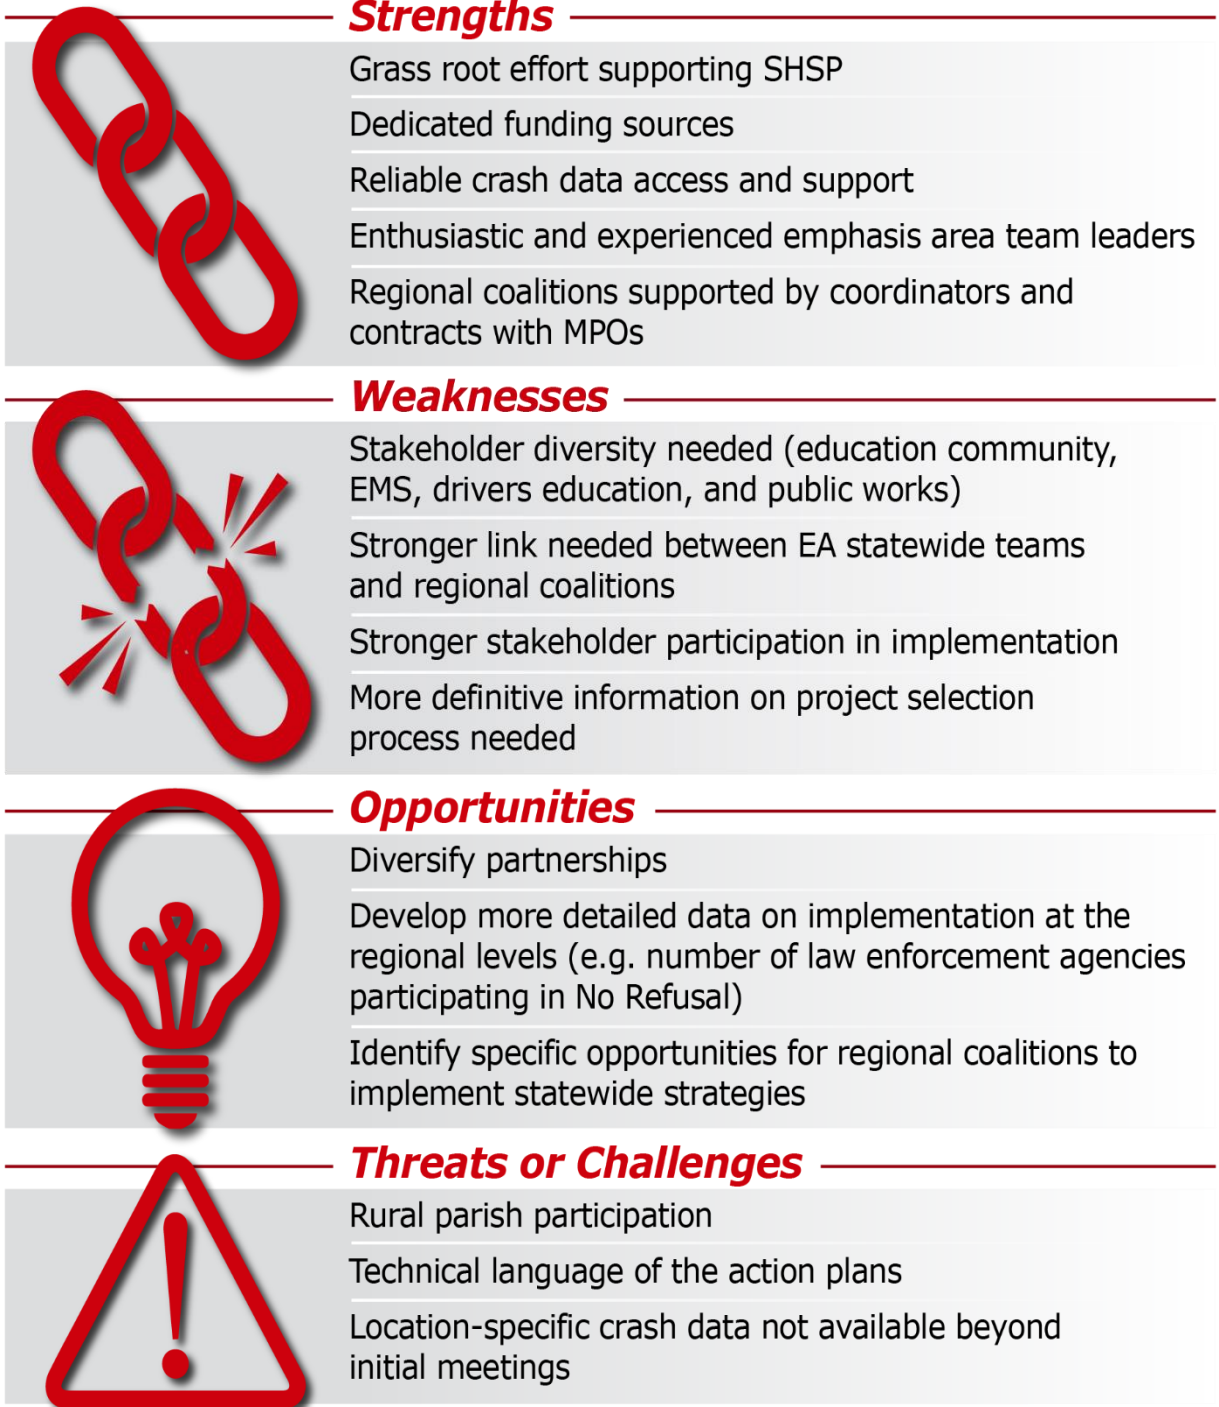 Strengths
Grass root effort supporting SHSP
Dedicated funding sources
Reliable crash data access and support
Enthusiastic and experienced emphasis area team leaders
Regional coalitions supported by coordinators and
contracts with MPOs
Weaknesses
Stakeholder diversity needed (education community,
EMS, drivers education, and public works)
Stronger link needed between EA statewide teams
and regional coalitions
Stronger stakeholder participation in implementation
More definitive information on project selection
process needed
Opportunities
Diversify partnerships
Develop more detailed data on implementation at the
regional levels (e.g. number of law enforcement agencies
participating in No Refusal)
Identify specific opportunities for regional coalitions to
implement statewide strategies
Threats or Challenges
Rural parish participation
Technical language of the action plans
Location-specific crash data not available beyond
initial meetings